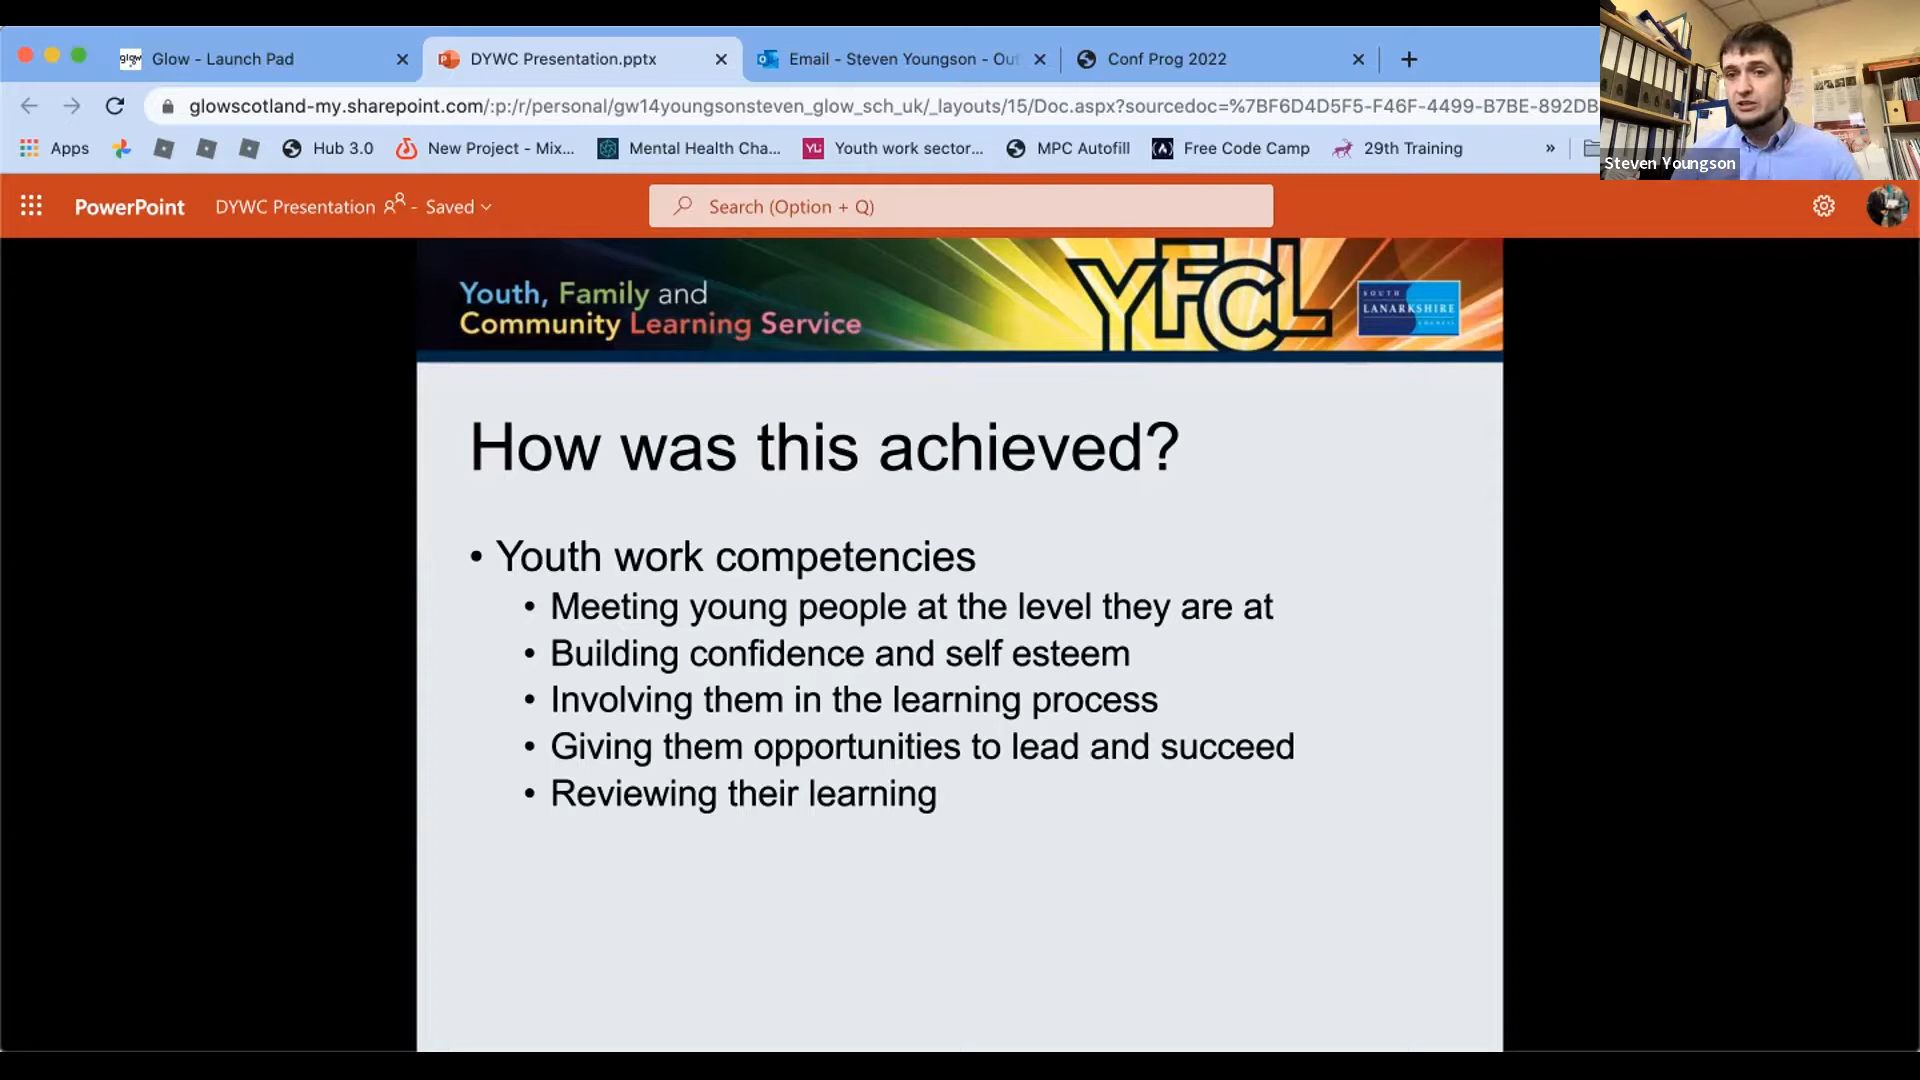 glow
Glow - Launch Pad
DYWC Presentation.pptx
Email - Steven Youngson - Out
Conf Prog 2022
glowscotland-my.sharepoint.com/:p:/r/personal/gw14youngsonsteven_glow_sch_uk/_layouts/15/Doc.aspx?sourcedoc=%7BF6D4D5F5-F46F-4499-B7BE-892DB
Apps
Hub 3.0
New Project - Mix...
Mental Health Cha...
YL
Youth work sector...
MPC Autofill
Free Code Camp
29th Training
»
Steven Youngson
PowerPoint
DYWC Presentation - Saved
Search (Option + Q)
Youth, Family and
Community Learning Service
YFCL
SOUTH
LANARKSHIRE
COUNCIL
How was this achieved?
• Youth work competencies
• Meeting young people at the level they are at
• Building confidence and self esteem
• Involving them in the learning process
• Giving them opportunities to lead and succeed
• Reviewing their learning